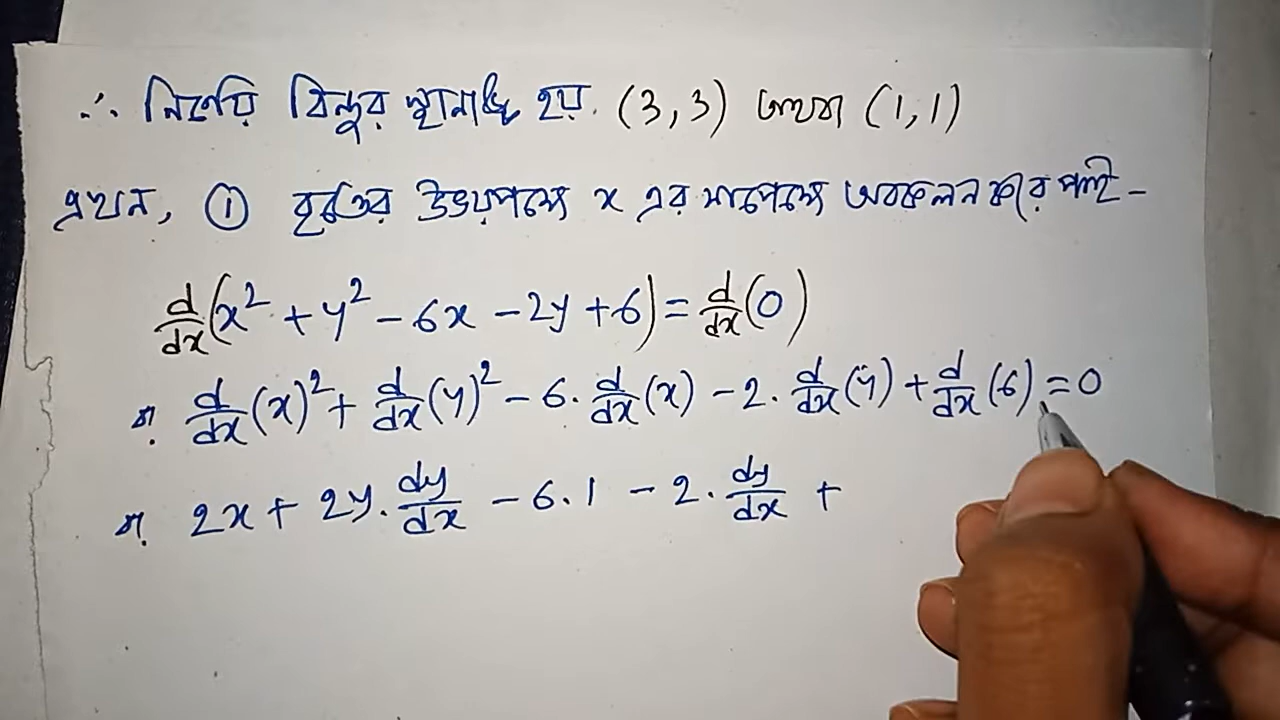 ∴ নির্ণেয় বিন্দুর স্থানাঙ্ক হয় (3,3) অথবা (1,1)
এখন, ① বৃত্তের উভয়পক্ষে x এর সাপেক্ষে অবকলন করে পাই -
d/dx(x² + y² - 6x - 2y + 6) = d/dx(0)
বা, d/dx(x)² + d/dx(y)² - 6. d/dx(x) - 2. d/dx(y) + d/dx(6) = 0
বা, 2x + 2y. dy/dx - 6.1 - 2. dy/dx +